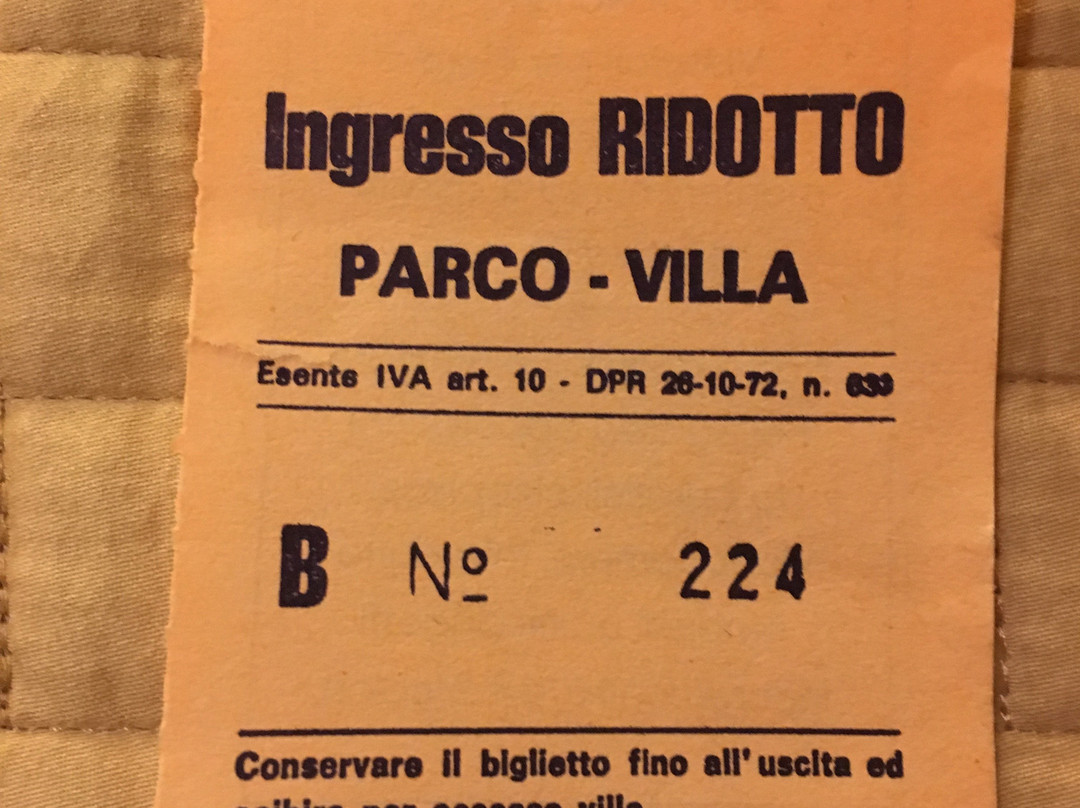 Ingresso RIDOTTO
PARCO - VILLA
Esente IVA art. 10 - DPR 26-10-72, n. 633
B Nº 224
Conservare il biglietto fino all'uscita ed